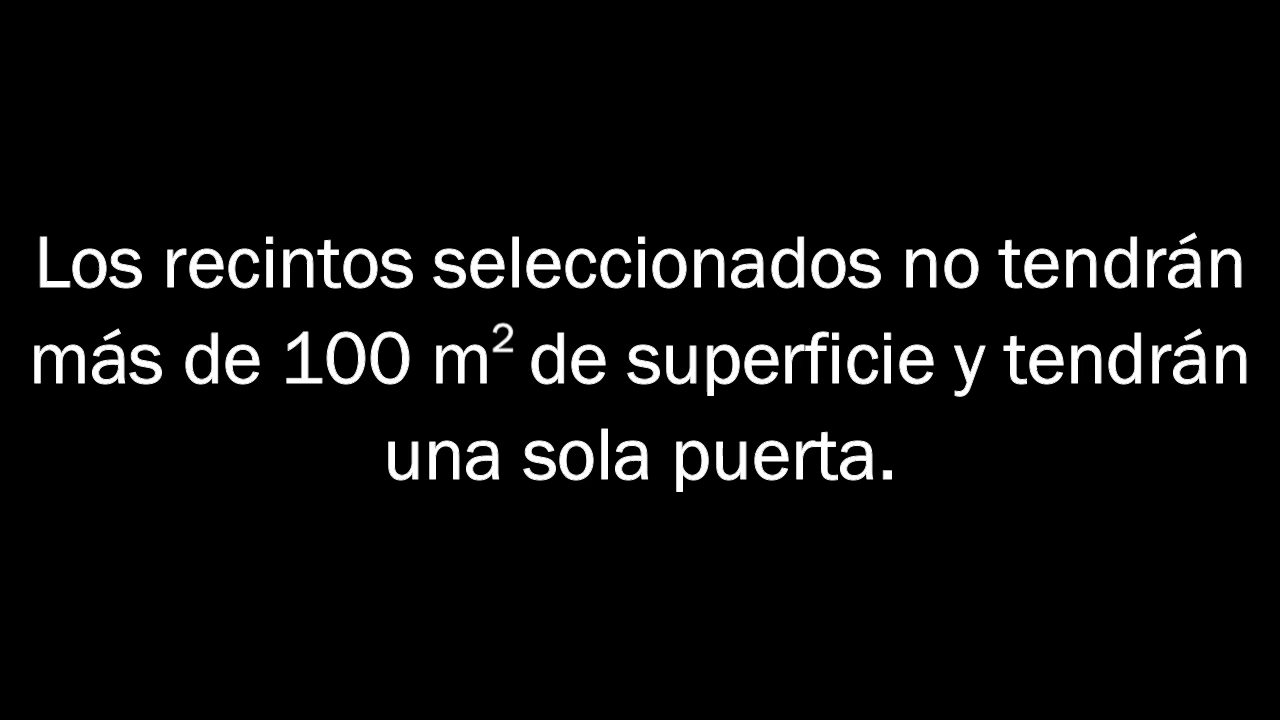 Los recintos seleccionados no tendrán
más de 100 m² de superficie y tendrán
una sola puerta.